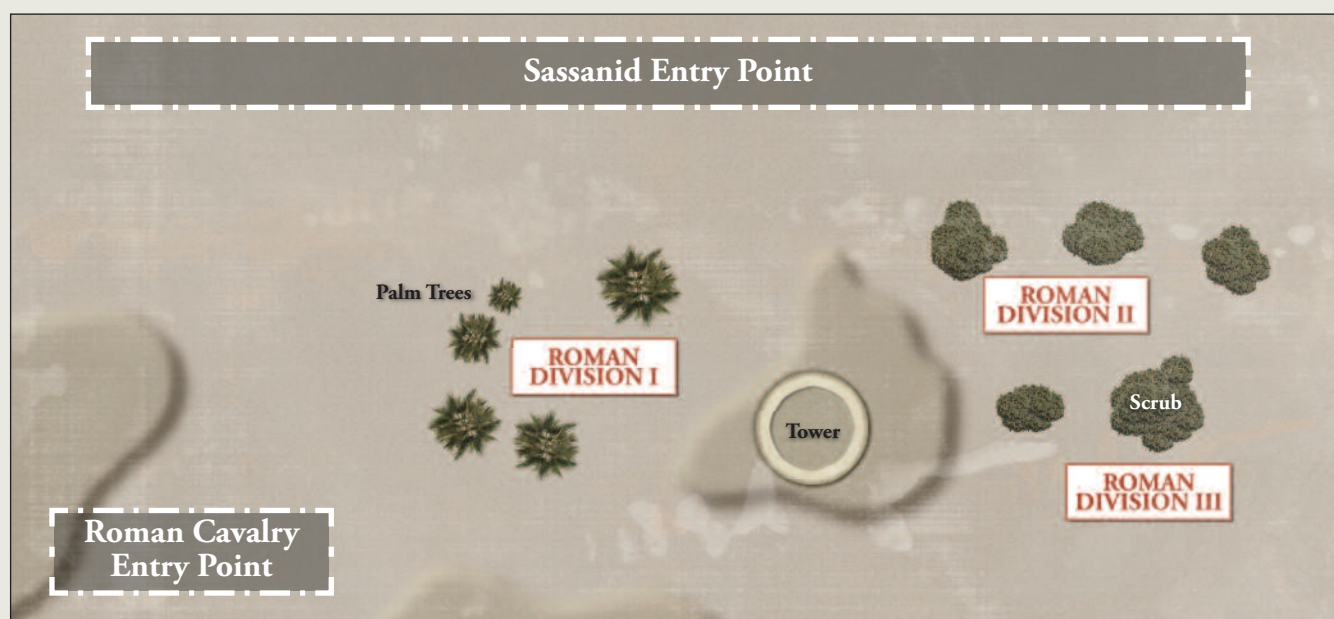 Sassanid Entry Point
Palm Trees
ROMAN
DIVISION I
ROMAN
DIVISION II
Tower
Scrub
ROMAN
DIVISION III
Roman Cavalry
Entry Point